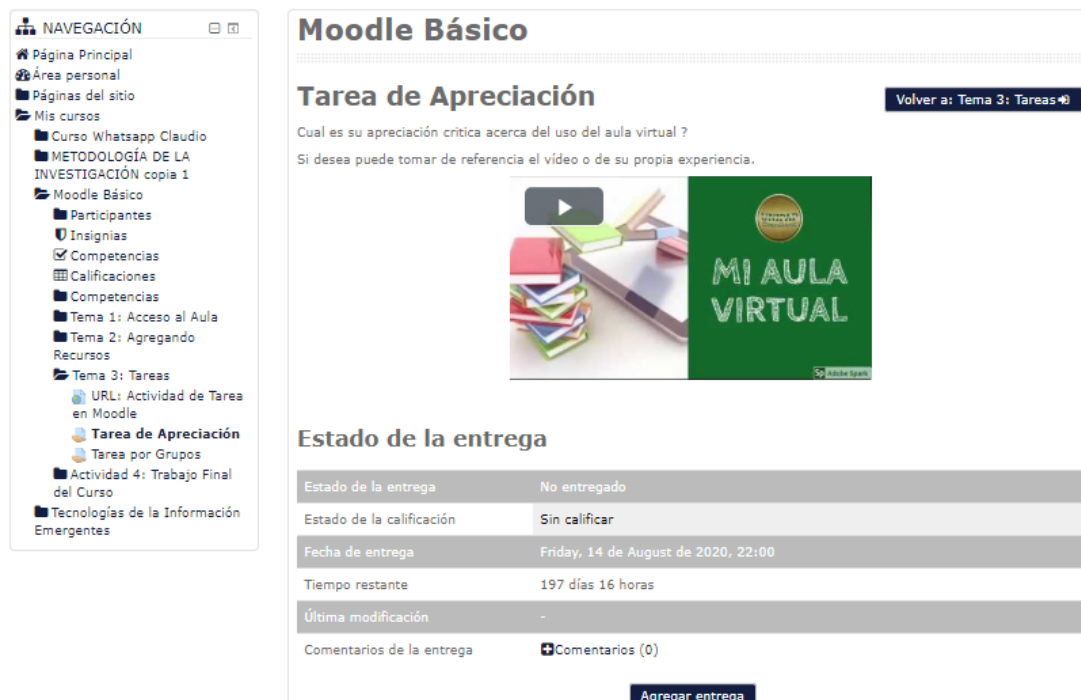 NAVEGACIÓN
Página Principal
Área personal
Páginas del sitio
Mis cursos
Curso Whatsapp Claudio
METODOLOGÍA DE LA
INVESTIGACIÓN copia 1
Moodle Básico
Participantes
Insignias
Competencias
Calificaciones
Competencias
Tema 1: Acceso al Aula
Tema 2: Agregando
Recursos
Tema 3: Tareas
URL: Actividad de Tarea
en Moodle
Tarea de Apreciación
Tarea por Grupos
Actividad 4: Trabajo Final
del Curso
Tecnologías de la Información
Emergentes
Moodle Básico
Tarea de Apreciación
Volver a: Tema 3: Tareas
Cual es su apreciación critica acerca del uso del aula virtual ?
Si desea puede tomar de referencia el vídeo o de su propia experiencia.
MI AULA
VIRTUAL
Sp Adobe Spark
Estado de la entrega
Estado de la entrega No entregado
Estado de la calificación Sin calificar
Fecha de entrega Friday, 14 de August de 2020, 22:00
Tiempo restante 197 días 16 horas
Última modificación -
Comentarios de la entrega Comentarios (0)
Agregar entrega